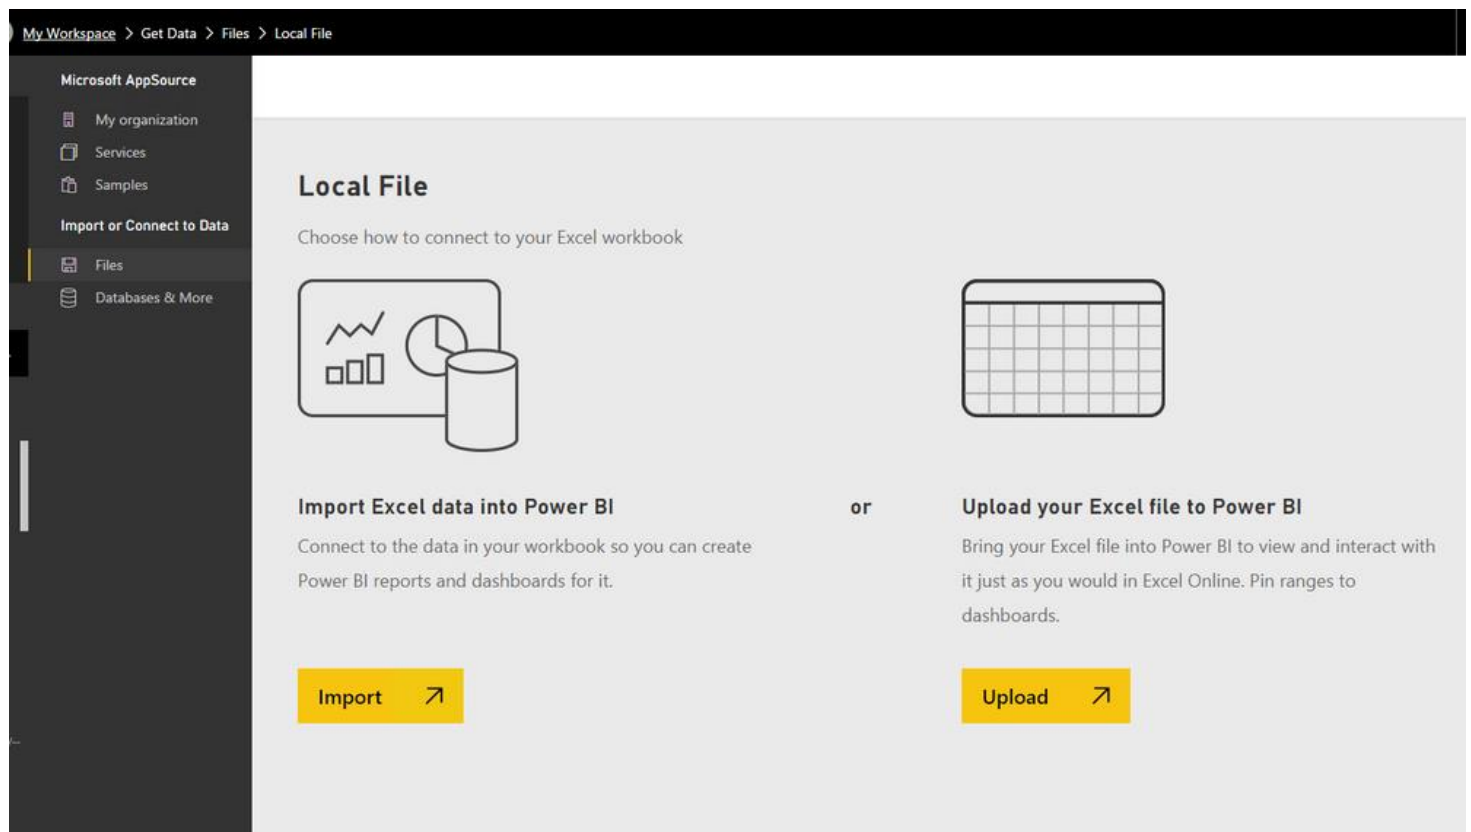 My Workspace > Get Data > Files > Local File
Microsoft AppSource
My organization
Services
Samples
Import or Connect to Data
Files
Databases & More
Local File
Choose how to connect to your Excel workbook
Import Excel data into Power BI
Connect to the data in your workbook so you can create
Power BI reports and dashboards for it.
Import
or
Upload your Excel file to Power BI
Bring your Excel file into Power BI to view and interact with
it just as you would in Excel Online. Pin ranges to
dashboards.
Upload